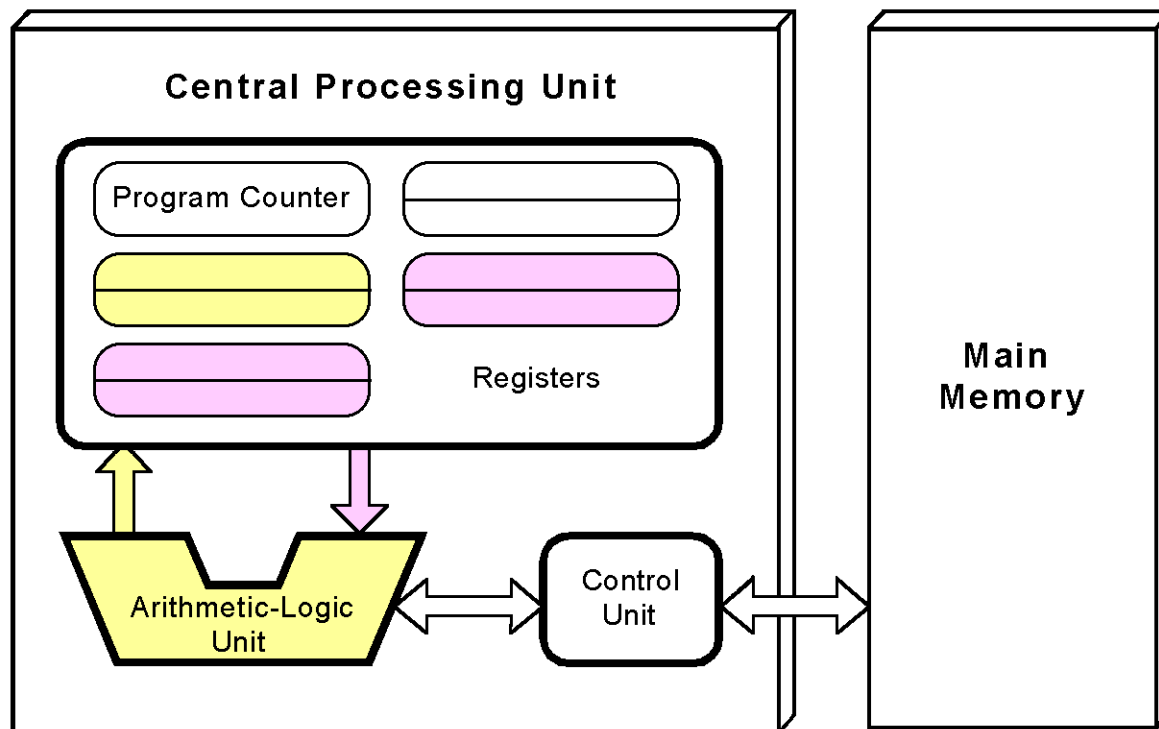 Central Processing Unit
Program Counter
Registers
Main
Memory
Arithmetic-Logic
Unit
Control
Unit